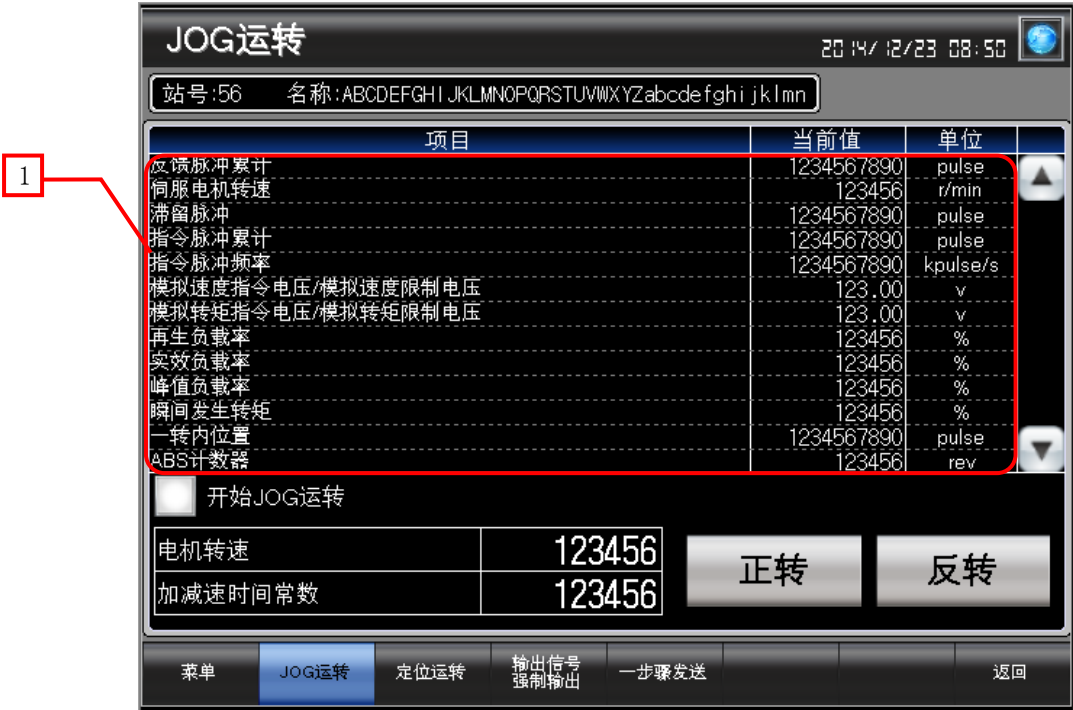 JOG运转
2014/12/23 08:50
站号:56 名称:ABCDEFGHIJKLMNOPQRSTUVWXYZabcdefghijklmn
项目 当前值 单位
1
反馈脉冲累计 1234567890 pulse
伺服电机转速 123456 r/min
滞留脉冲 1234567890 pulse
指令脉冲累计 1234567890 pulse
指令脉冲频率 1234567890 kpulse/s
模拟速度指令电压/模拟速度限制电压 123.00 v
模拟转矩指令电压/模拟转矩限制电压 123.00 v
再生负载率 123456 %
实效负载率 123456 %
峰值负载率 123456 %
瞬间发生转矩 123456 %
一转内位置 1234567890 pulse
ABS计数器 123456 rev
开始JOG运转
电机转速 123456
加减速时间常数 123456
正转 反转
菜单 JOG运转 定位运转 输出信号 一步骤发送 返回
强制输出